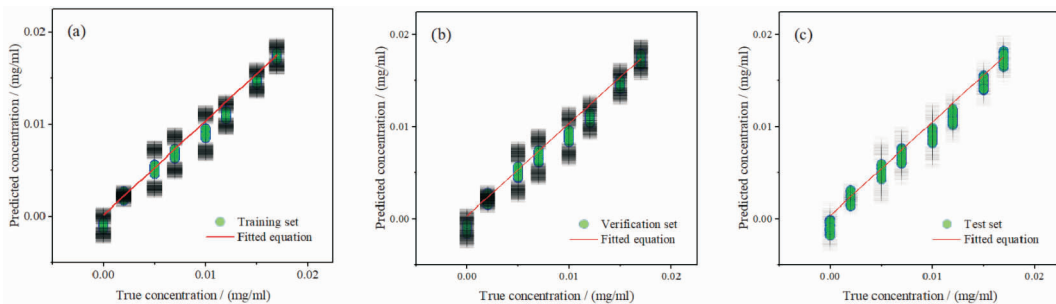 (a)
Predicted concentration / (mg/ml)
0.02
0.01
0.00
Training set
Fitted equation
0.00
0.01
0.02
True concentration / (mg/ml)
(b)
Predicted concentration / (mg/ml)
0.02
0.01
0.00
Verification set
Fitted equation
0.00
0.01
0.02
True concentration / (mg/ml)
(c)
Predicted concentration / (mg/ml)
0.02
0.01
0.00
Test set
Fitted equation
0.00
0.01
0.02
True concentration / (mg/ml)